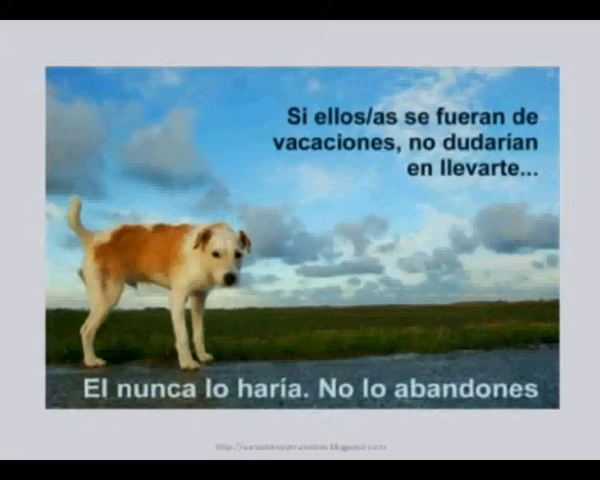 Si ellos/as se fueran de
vacaciones, no dudarían
en llevarte...
El nunca lo haría. No lo abandones